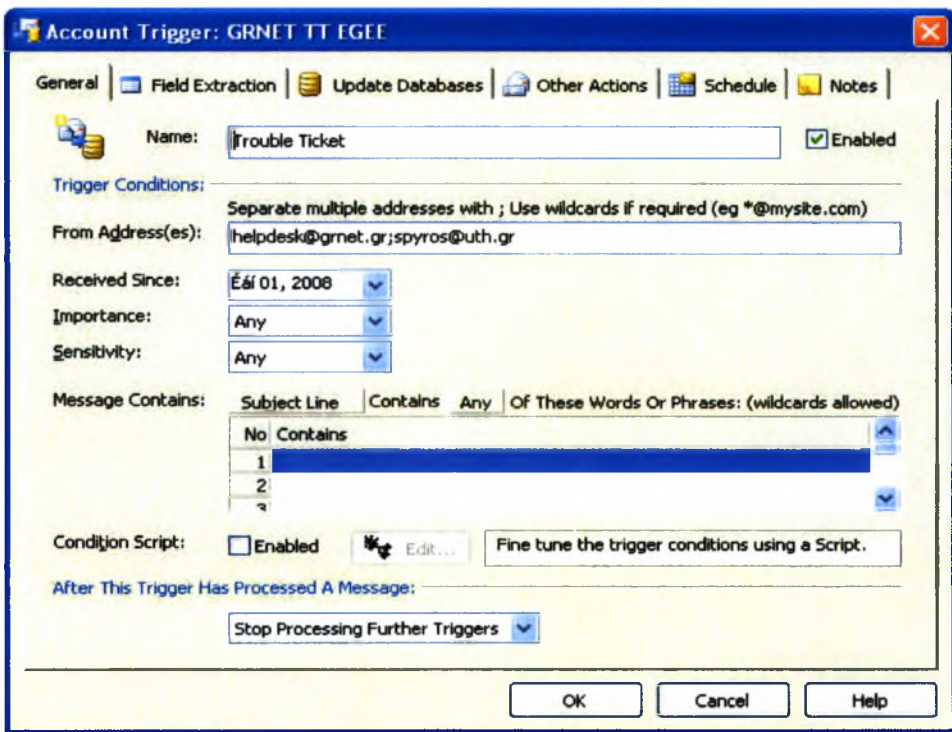 Account Trigger: GRNET TT EGEE
General Field Extraction Update Databases Other Actions Schedule Notes
Name: Trouble Ticket Enabled
Trigger Conditions:
Separate multiple addresses with ; Use wildcards if required (eg *@mysite.com)
From Address(es): helpdesk@grnet.gr;spyros@uth.gr
Received Since: Éáí 01, 2008
Importance: Any
Sensitivity: Any
Message Contains: Subject Line Contains Any Of These Words Or Phrases: (wildcards allowed)
No Contains
1
2
3
Condition Script: Enabled Edit... Fine tune the trigger conditions using a Script.
After This Trigger Has Processed A Message:
Stop Processing Further Triggers
OK Cancel Help